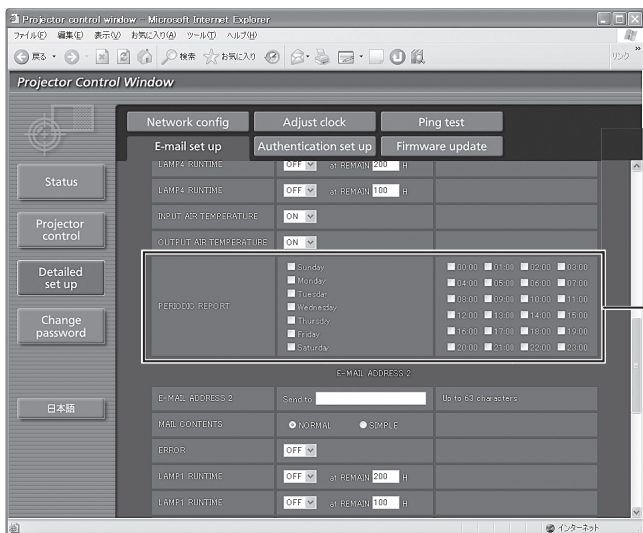 Projector control window - Microsoft Internet Explorer
ファイル(F) 編集(E) 表示(V) お気に入り(A) ツール(T) ヘルプ(H)
戻る 検索 お気に入り リンク »
Projector Control Window
Network config Adjust clock Ping test
E-mail set up Authentication set up Firmware update
Status
Projector control
Detailed set up
Change password
日本語
LAMP4 RUNTIME OFF at REMAIN 200 H
LAMP4 RUNTIME OFF at REMAIN 100 H
INPUT AIR TEMPERATURE ON
OUTPUT AIR TEMPERATURE ON
PERIODIC REPORT
Sunday
Monday
Tuesday
Wednesday
Thursday
Friday
Saturday
00:00 01:00 02:00 03:00
04:00 05:00 06:00 07:00
08:00 09:00 10:00 11:00
12:00 13:00 14:00 15:00
16:00 17:00 18:00 19:00
20:00 21:00 22:00 23:00
E-MAIL ADDRESS 2
E-MAIL ADDRESS 2 Send to Up to 63 characters
MAIL CONTENTS NORMAL SIMPLE
ERROR OFF
LAMP1 RUNTIME OFF at REMAIN 200 H
LAMP1 RUNTIME OFF at REMAIN 100 H
インターネット